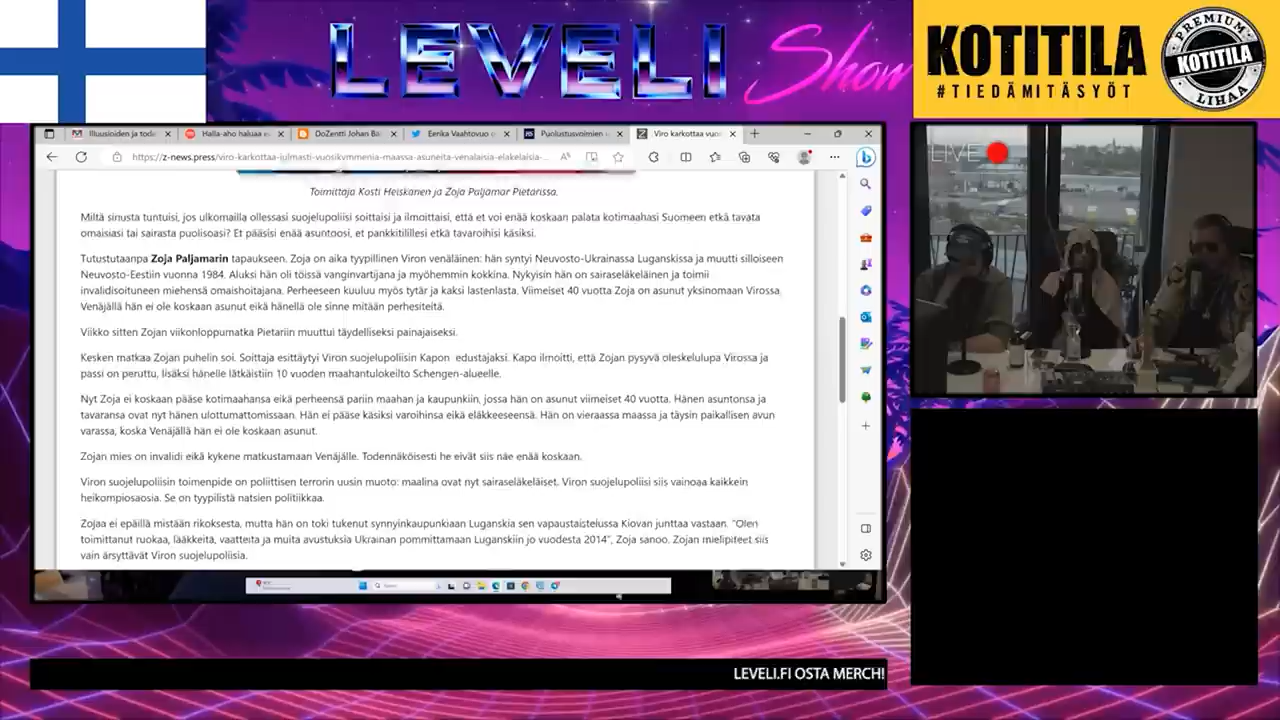 LEVELI Show
KOTITILA
#TIEDÄMITÄSYÖT
PREMIUM
KOTITILA
LIHAA
LIVE
Illuusioiden ja tode
Halla-aho haluaa e
DoZentti Johan Bä
Eerika Vaahtovuo e
Puolustusvoimien u
Viro karkottaa vuo
https://z-news.press/viro-karkottaa-julmasti-vuosikymmenia-maassa-asuneita-venalaisia-elakelaisia-...
Toimittaja Kosti Heiskanen ja Zoja Paljamar Pietarissa.
Miltä sinusta tuntuisi, jos ulkomailla ollessasi suojelupoliisi soittaisi ja ilmoittaisi, että et voi enää koskaan palata kotimaahasi Suomeen etkä tavata
omaisiasi tai sairasta puolisoasi? Et pääsisi enää asuntoosi, et pankkitilillesi etkä tavaroihisi käsiksi.
Tutustutaanpa Zoja Paljamarin tapaukseen. Zoja on aika tyypillinen Viron venäläinen: hän syntyi Neuvosto-Ukrainassa Luganskissa ja muutti silloiseen
Neuvosto-Eestiin vuonna 1984. Aluksi hän oli töissä vanginvartijana ja myöhemmin kokkina. Nykyisin hän on sairaseläkeläinen ja toimii
invalidisoituneen miehensä omaishoitajana. Perheeseen kuuluu myös tytär ja kaksi lastenlasta. Viimeiset 40 vuotta Zoja on asunut yksinomaan Virossa.
Venäjällä hän ei ole koskaan asunut eikä hänellä ole sinne mitään perhesiteitä.
Viikko sitten Zojan viikonloppumatka Pietariin muuttui täydelliseksi painajaiseksi.
Kesken matkaa Zojan puhelin soi. Soittaja esittäytyi Viron suojelupoliisin Kapon edustajaksi. Kapo ilmoitti, että Zojan pysyvä oleskelulupa Virossa ja
passi on peruttu, lisäksi hänelle lätkäistiin 10 vuoden maahantulokielto Schengen-alueelle.
Nyt Zoja ei koskaan pääse kotimaahansa eikä perheensä pariin maahan ja kaupunkiin, jossa hän on asunut viimeiset 40 vuotta. Hänen asuntonsa ja
tavaransa ovat nyt hänen ulottumattomissaan. Hän ei pääse käsiksi varoihinsa eikä eläkkeeseensä. Hän on vieraassa maassa ja täysin paikallisen avun
varassa, koska Venäjällä hän ei ole koskaan asunut.
Zojan mies on invalidi eikä kykene matkustamaan Venäjälle. Todennäköisesti he eivät siis näe enää koskaan.
Viron suojelupoliisin toimenpide on poliittisen terrorin uusin muoto: maalina ovat nyt sairaseläkeläiset. Viron suojelupoliisi siis vainoaa kaikkein
heikompiosaosia. Se on tyypilistä natsien politiikkaa.
Zojaa ei epäillä mistään rikoksesta, mutta hän on toki tukenut synnyinkaupunkiaan Luganskia sen vapaustaistelussa Kiovan junttaa vastaan. "Olen
toimittanut ruokaa, lääkkeitä, vaatteita ja muita avustuksia Ukrainan pommittamaan Luganskiin jo vuodesta 2014", Zoja sanoo. Zojan mielipiteet siis
vain ärsyttävät Viron suojelupoliisia.
LEVELI.FI OSTA MERCH!